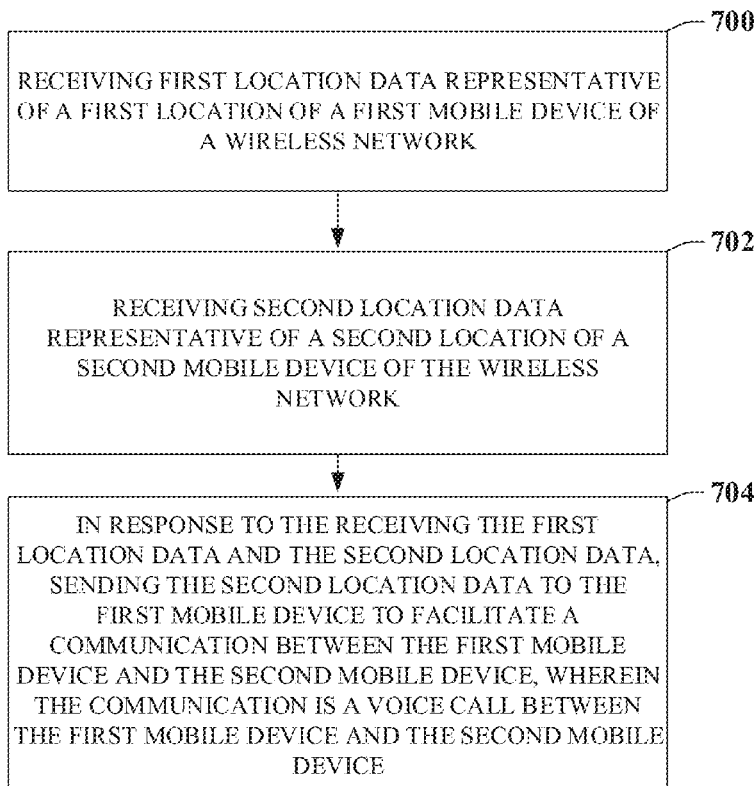 700
RECEIVING FIRST LOCATION DATA REPRESENTATIVE
OF A FIRST LOCATION OF A FIRST MOBILE DEVICE OF
A WIRELESS NETWORK
702
RECEIVING SECOND LOCATION DATA
REPRESENTATIVE OF A SECOND LOCATION OF A
SECOND MOBILE DEVICE OF THE WIRELESS
NETWORK
704
IN RESPONSE TO THE RECEIVING THE FIRST
LOCATION DATA AND THE SECOND LOCATION DATA,
SENDING THE SECOND LOCATION DATA TO THE
FIRST MOBILE DEVICE TO FACILITATE A
COMMUNICATION BETWEEN THE FIRST MOBILE
DEVICE AND THE SECOND MOBILE DEVICE, WHEREIN
THE COMMUNICATION IS A VOICE CALL BETWEEN
THE FIRST MOBILE DEVICE AND THE SECOND MOBILE
DEVICE